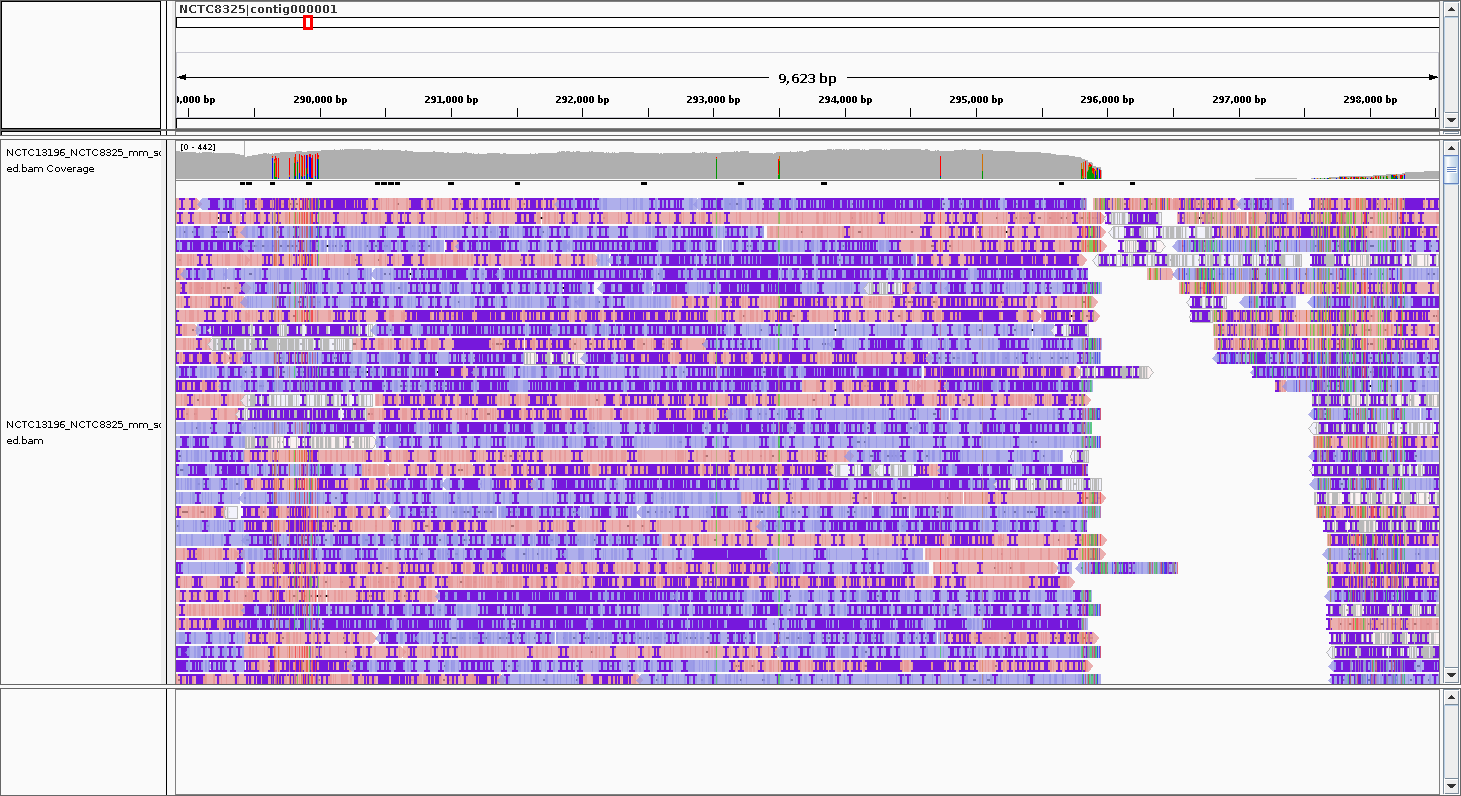 NCTC8325|contig000001
9,623 bp
,000 bp 290,000 bp 291,000 bp 292,000 bp 293,000 bp 294,000 bp 295,000 bp 296,000 bp 297,000 bp 298,000 bp
NCTC13196_NCTC8325_mm_so
ed.bam Coverage
[0 - 442]
NCTC13196_NCTC8325_mm_so
ed.bam